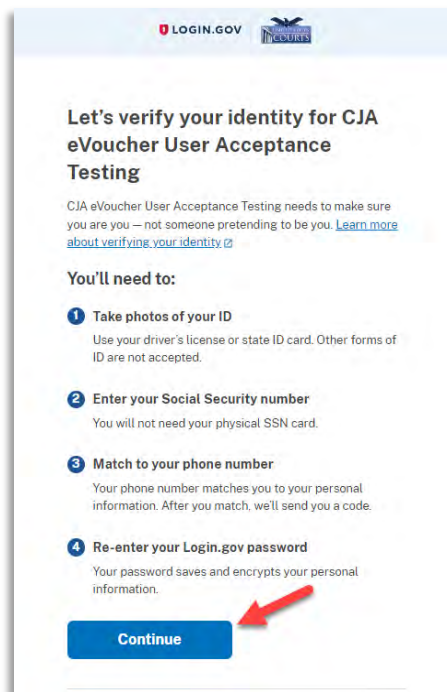 LOGIN.GOV
COURTS
Let's verify your identity for CJA
eVoucher User Acceptance
Testing
CJA eVoucher User Acceptance Testing needs to make sure
you are you — not someone pretending to be you. Learn more
about verifying your identity
You'll need to:
1 Take photos of your ID
Use your driver's license or state ID card. Other forms of
ID are not accepted.
2 Enter your Social Security number
You will not need your physical SSN card.
3 Match to your phone number
Your phone number matches you to your personal
information. After you match, we'll send you a code.
4 Re-enter your Login.gov password
Your password saves and encrypts your personal
information.
Continue